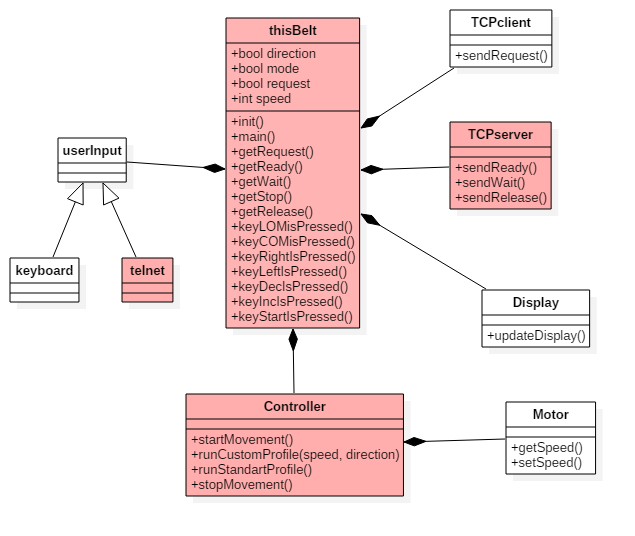 thisBelt
+bool direction
+bool mode
+bool request
+int speed
+init()
+main()
+getRequest()
+getReady()
+getWait()
+getStop()
+getRelease()
+keyLOMisPressed()
+keyCOMisPressed()
+keyRightIsPressed()
+keyLeftIsPressed()
+keyDecIsPressed()
+keyIncIsPressed()
+keyStartIsPressed()
TCPclient
+sendRequest()
TCPserver
+sendReady()
+sendWait()
+sendRelease()
userInput
keyboard
telnet
Display
+updateDisplay()
Controller
+startMovement()
+runCustomProfile(speed, direction)
+runStandartProfile()
+stopMovement()
Motor
+getSpeed()
+setSpeed()